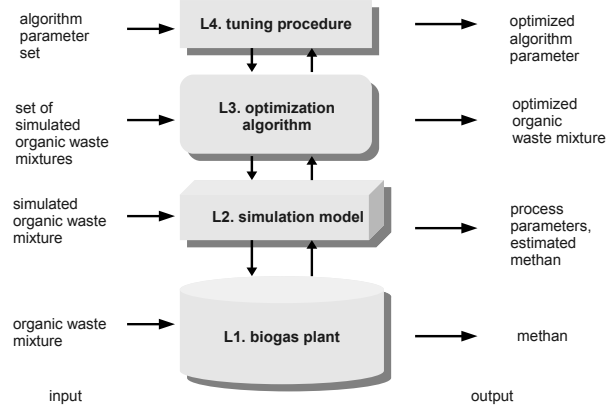 algorithm
parameter
set
L4. tuning procedure
optimized
algorithm
parameter
set of
simulated
organic waste
mixtures
L3. optimization
algorithm
optimized
organic
waste mixture
simulated
organic waste
mixture
L2. simulation model
process
parameters,
estimated
methan
organic waste
mixture
L1. biogas plant
methan
input
output